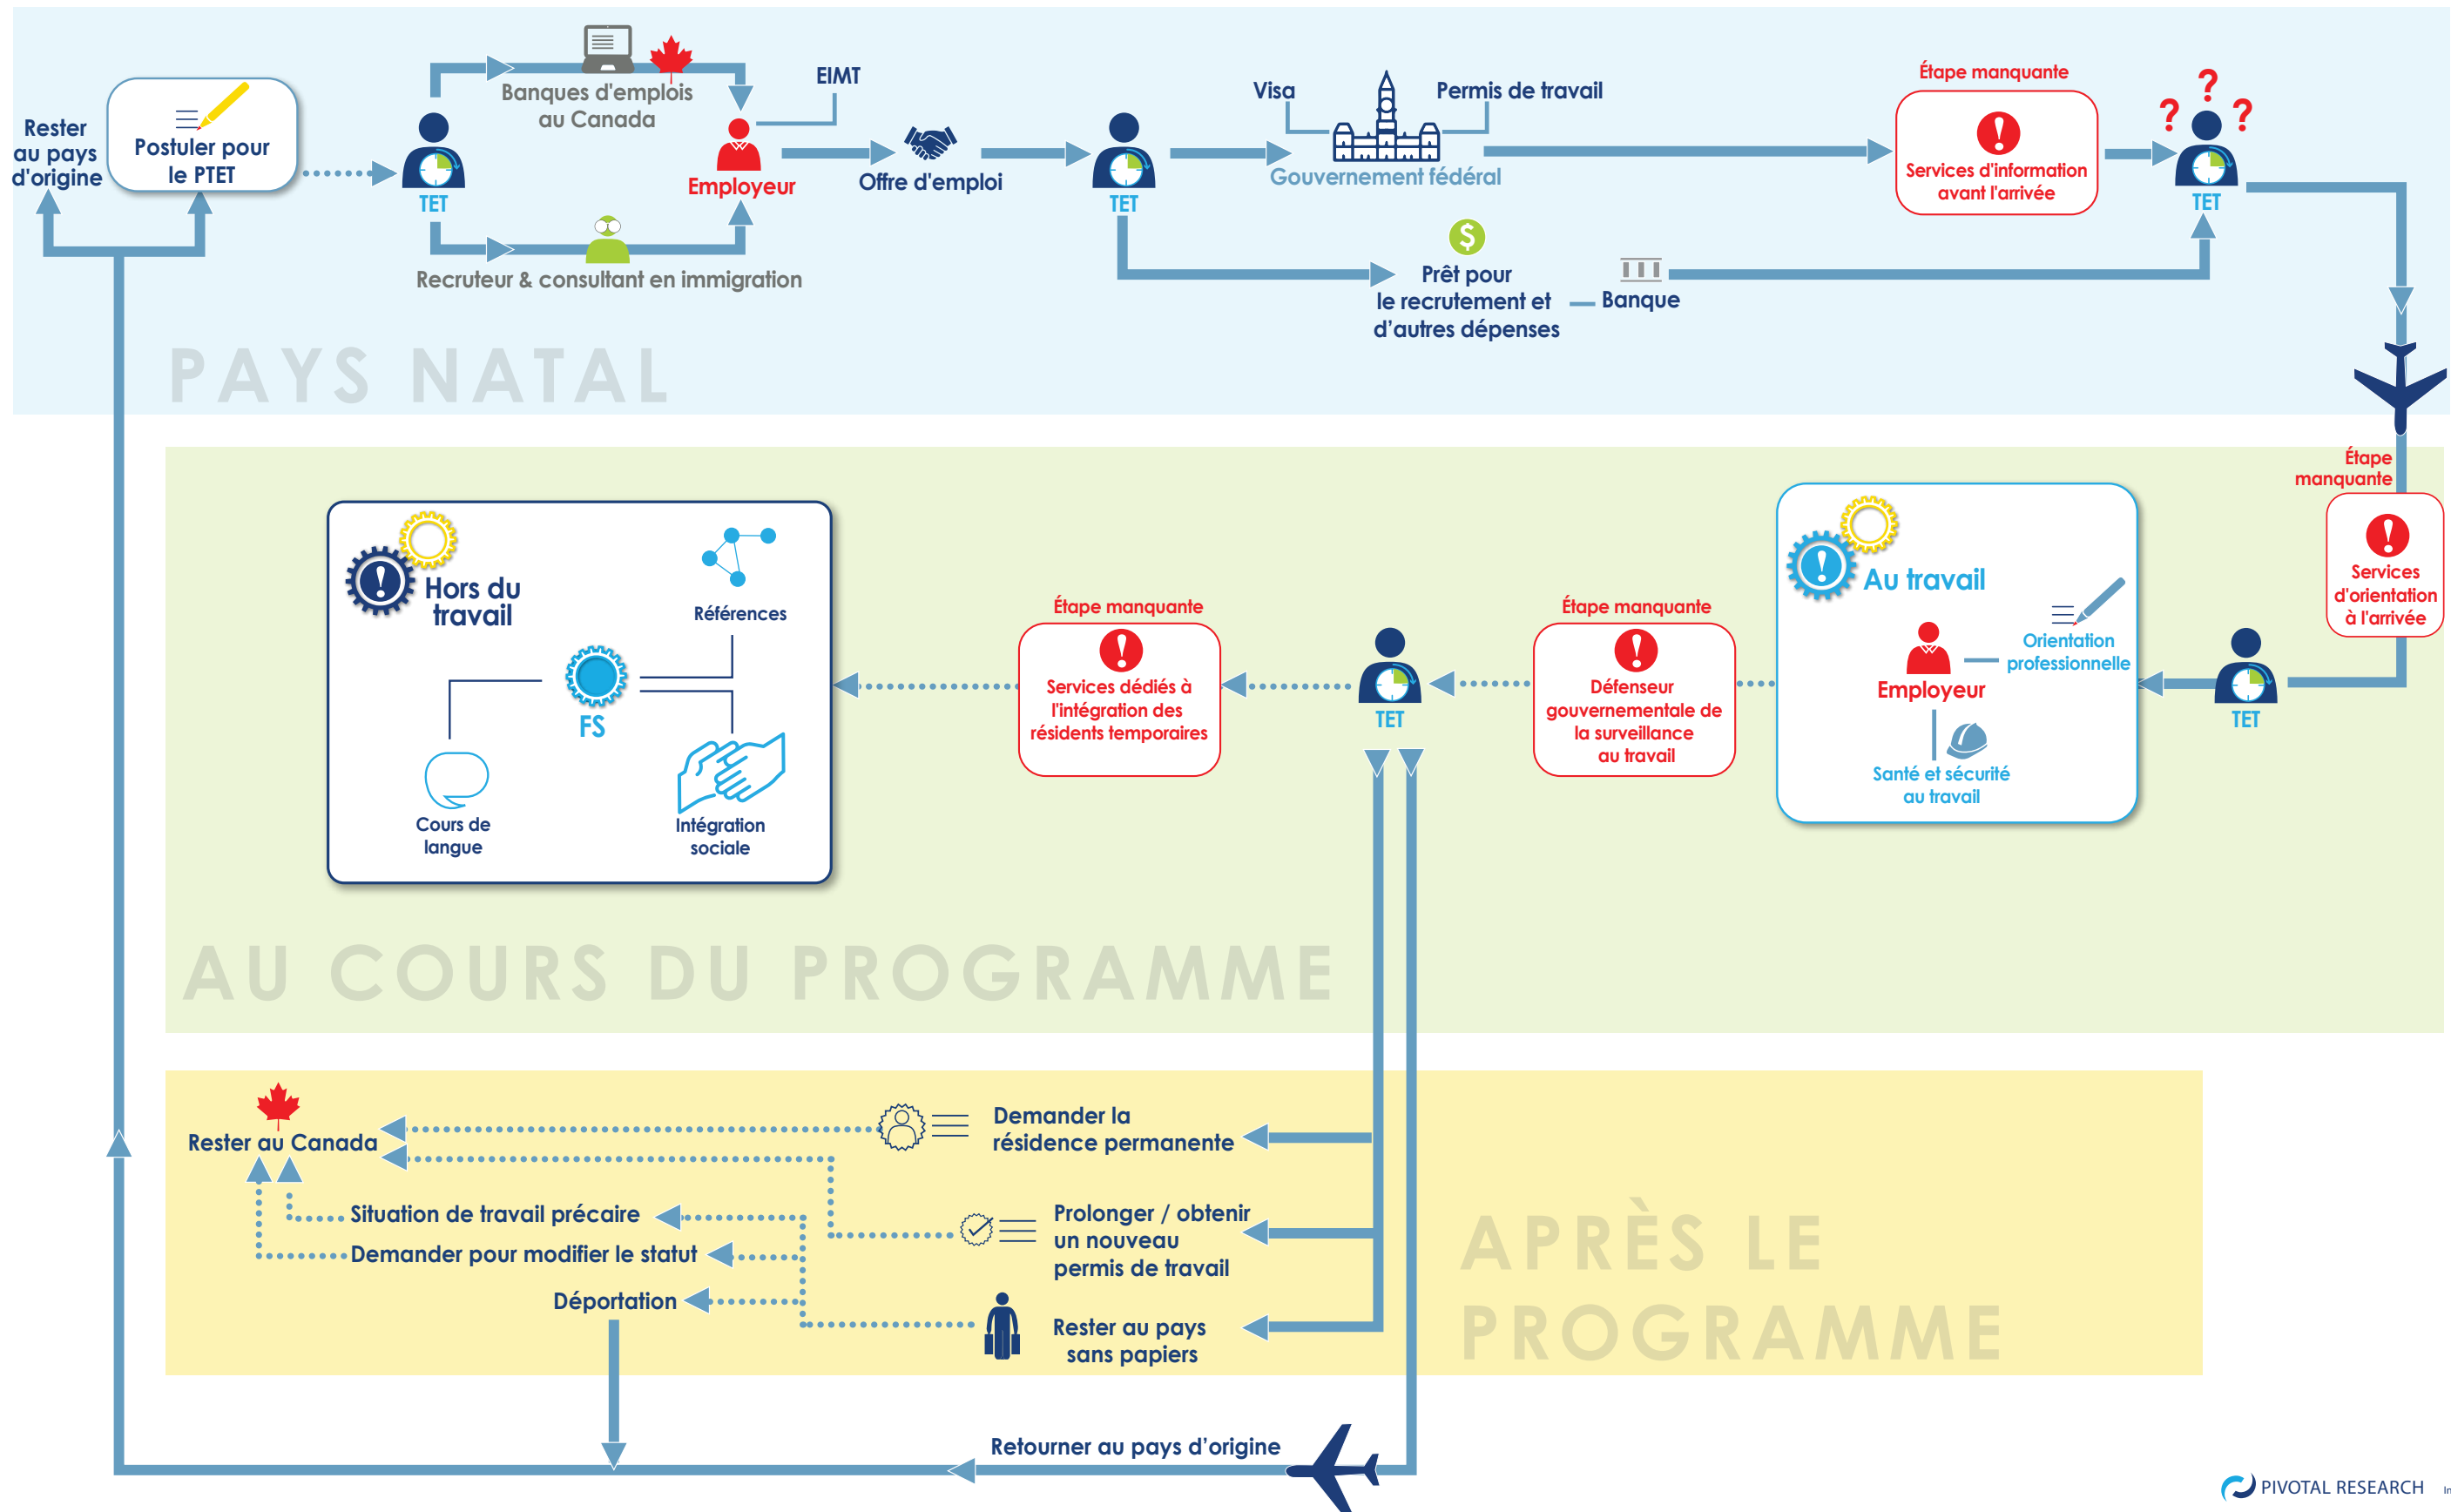 Rester
au pays
d'origine
Postuler pour
le PTET
TET
Banques d'emplois
au Canada
Recruteur & consultant en immigration
EIMT
Employeur
Offre d'emploi
TET
Visa
Permis de travail
Gouvernement fédéral
$
Prêt pour
le recrutement et
d’autres dépenses
Banque
Étape manquante
!
Services d'information
avant l'arrivée
? ? ?
TET
PAYS NATAL
Étape
manquante
!
Services
d'orientation
à l'arrivée
TET
!
Au travail
Orientation
professionnelle
Employeur
Santé et sécurité
au travail
Étape manquante
!
Défenseur
gouvernementale de
la surveillance
au travail
TET
Étape manquante
!
Services dédiés à
l'intégration des
résidents temporaires
!
Hors du
travail
Références
FS
Cours de
langue
Intégration
sociale
AU COURS DU PROGRAMME
Rester au Canada
Demander la
résidence permanente
Situation de travail précaire
Demander pour modifier le statut
Déportation
Prolonger / obtenir
un nouveau
permis de travail
Rester au pays
sans papiers
APRÈS LE
PROGRAMME
Retourner au pays d’origine
PIVOTAL RESEARCH